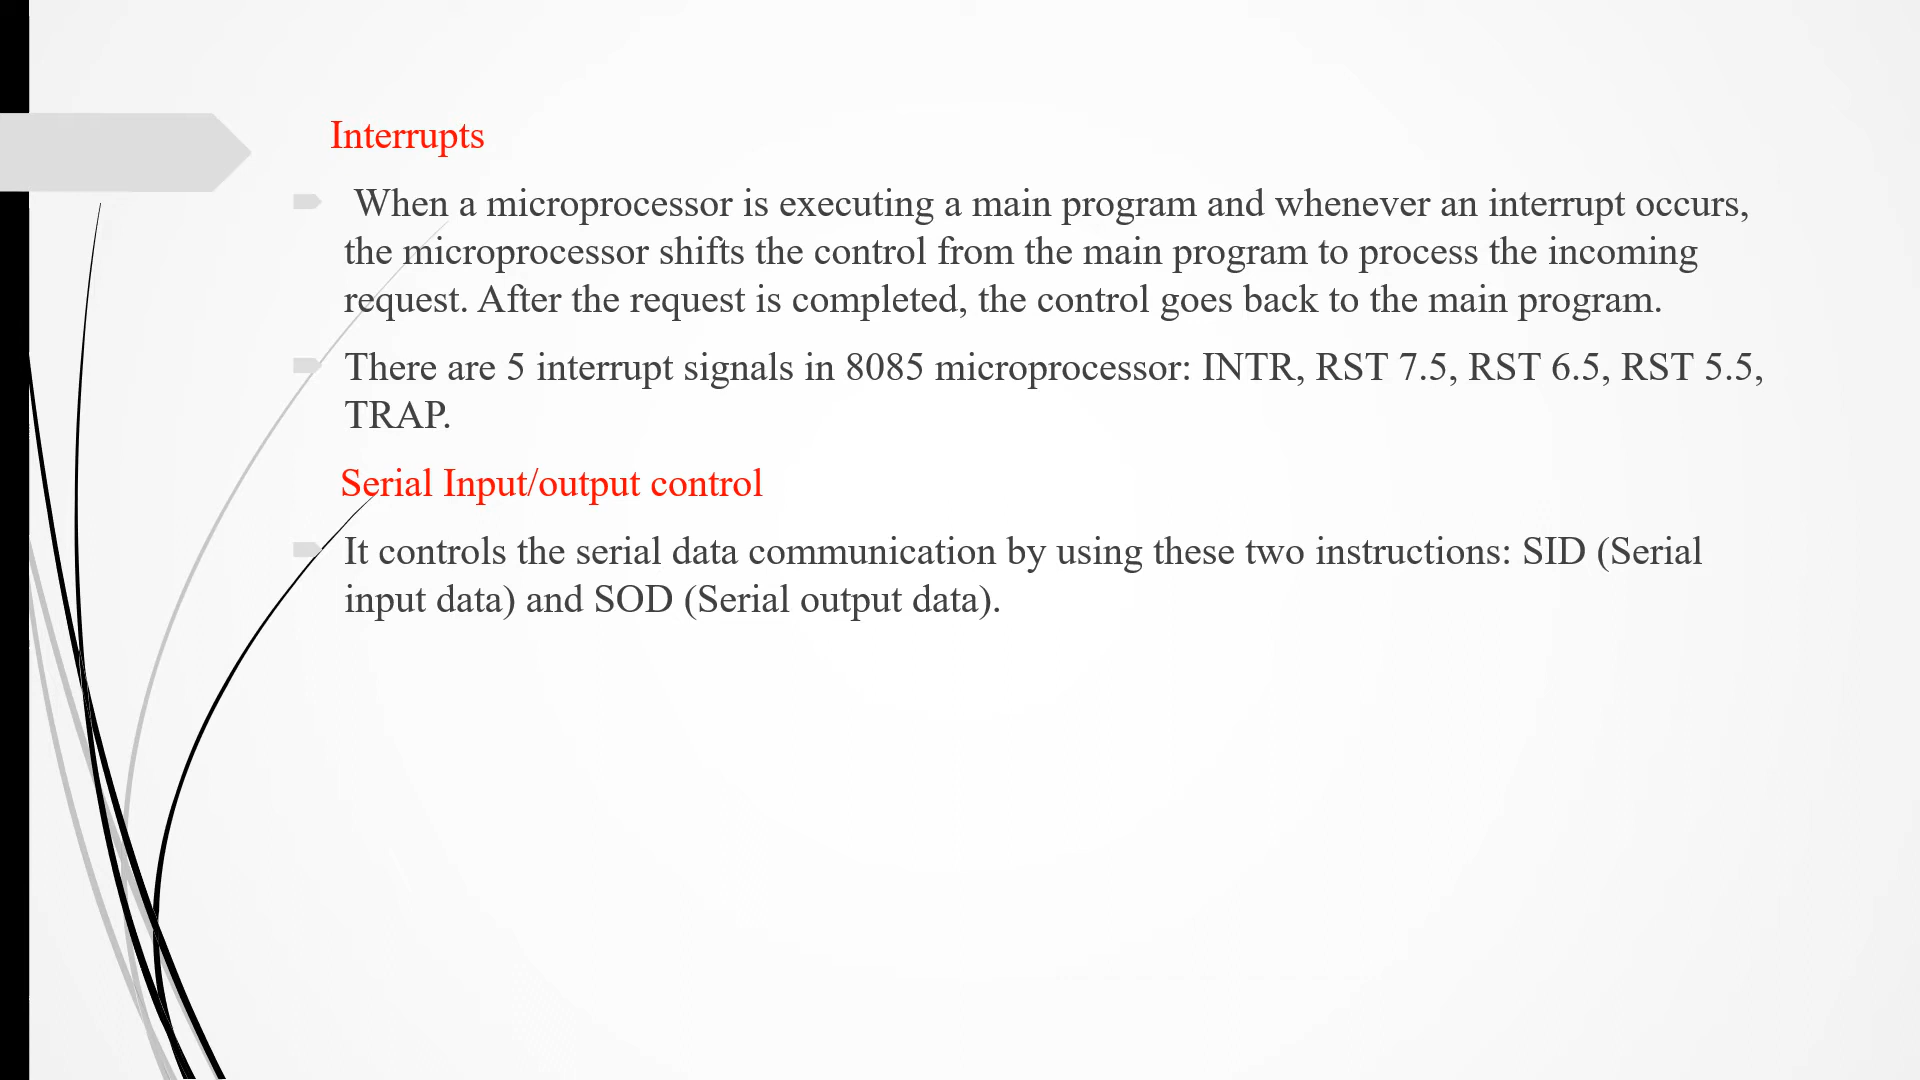 Interrupts
When a microprocessor is executing a main program and whenever an interrupt occurs,
the microprocessor shifts the control from the main program to process the incoming
request. After the request is completed, the control goes back to the main program.
There are 5 interrupt signals in 8085 microprocessor: INTR, RST 7.5, RST 6.5, RST 5.5,
TRAP.
Serial Input/output control
It controls the serial data communication by using these two instructions: SID (Serial
input data) and SOD (Serial output data).